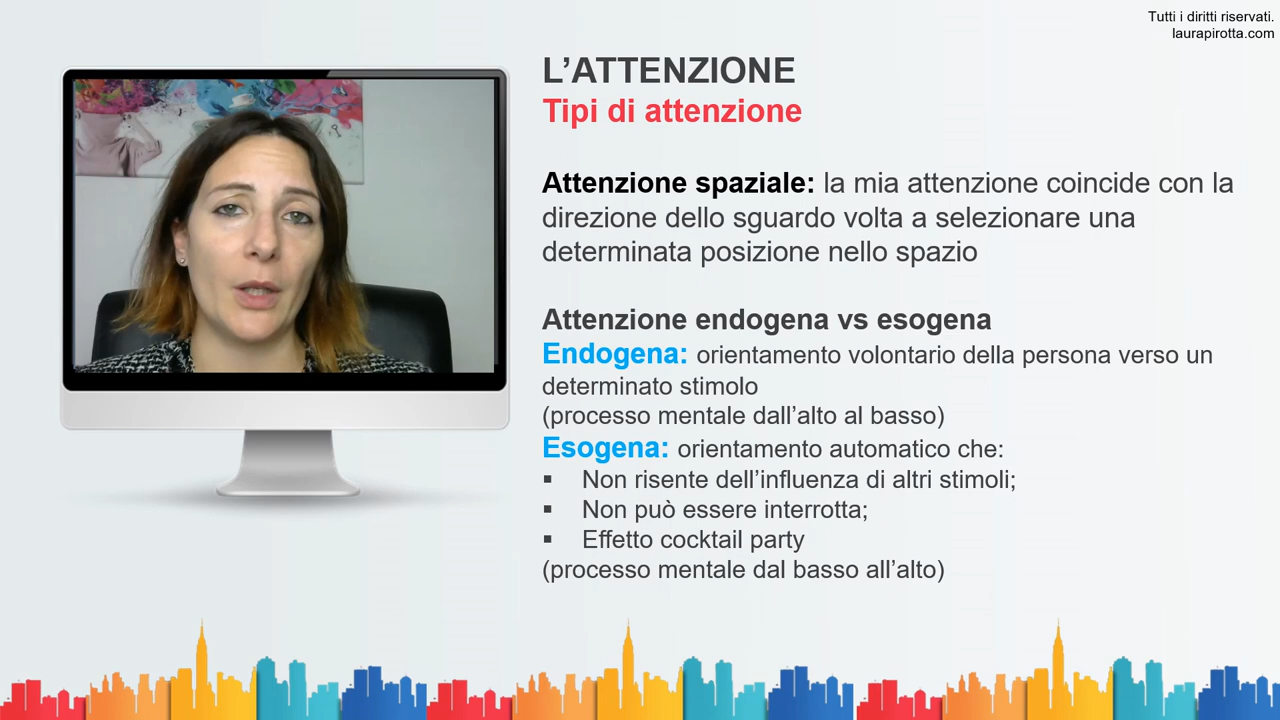 Tutti i diritti riservati.
laurapirotta.com
L’ATTENZIONE
Tipi di attenzione
Attenzione spaziale: la mia attenzione coincide con la
direzione dello sguardo volta a selezionare una
determinata posizione nello spazio
Attenzione endogena vs esogena
Endogena: orientamento volontario della persona verso un
determinato stimolo
(processo mentale dall’alto al basso)
Esogena: orientamento automatico che:
▪ Non risente dell’influenza di altri stimoli;
▪ Non può essere interrotta;
▪ Effetto cocktail party
(processo mentale dal basso all’alto)